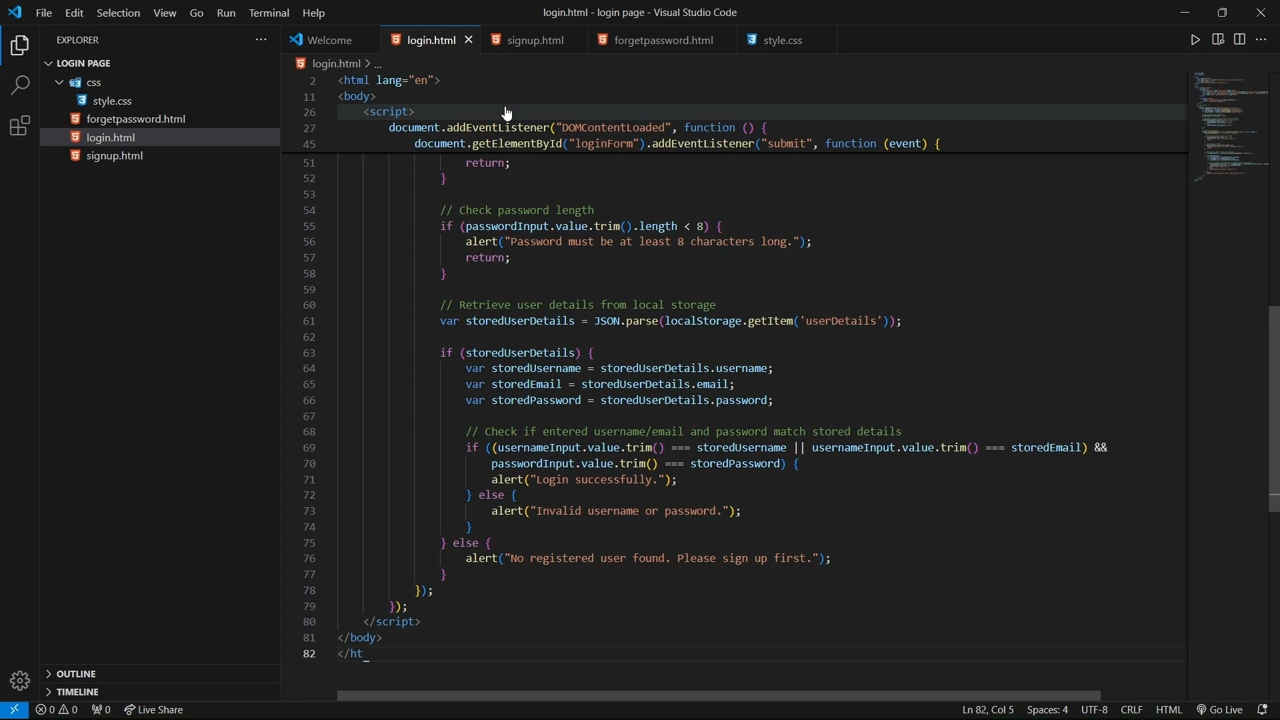 File Edit Selection View Go Run Terminal Help
login.html - login page - Visual Studio Code
EXPLORER
LOGIN PAGE
css
style.css
forgetpassword.html
login.html
signup.html
OUTLINE
TIMELINE
Welcome login.html signup.html forgetpassword.html style.css
login.html > ...
2 <html lang="en">
11 <body>
26 <script>
27 document.addEventListener("DOMContentLoaded", function () {
45 document.getElementById("loginForm").addEventListener("submit", function (event) {
51 return;
52 }
53
54 // Check password length
55 if (passwordInput.value.trim().length < 8) {
56 alert("Password must be at least 8 characters long.");
57 return;
58 }
59
60 // Retrieve user details from local storage
61 var storedUserDetails = JSON.parse(localStorage.getItem('userDetails'));
62
63 if (storedUserDetails) {
64 var storedUsername = storedUserDetails.username;
65 var storedEmail = storedUserDetails.email;
66 var storedPassword = storedUserDetails.password;
67
68 // Check if entered username/email and password match stored details
69 if ((usernameInput.value.trim() === storedUsername || usernameInput.value.trim() === storedEmail) &&
70 passwordInput.value.trim() === storedPassword) {
71 alert("Login successfully.");
72 } else {
73 alert("Invalid username or password.");
74 }
75 } else {
76 alert("No registered user found. Please sign up first.");
77 }
78 });
79 });
80 </script>
81 </body>
82 </ht
0 0 0 Live Share Ln 82, Col 5 Spaces: 4 UTF-8 CRLF HTML Go Live